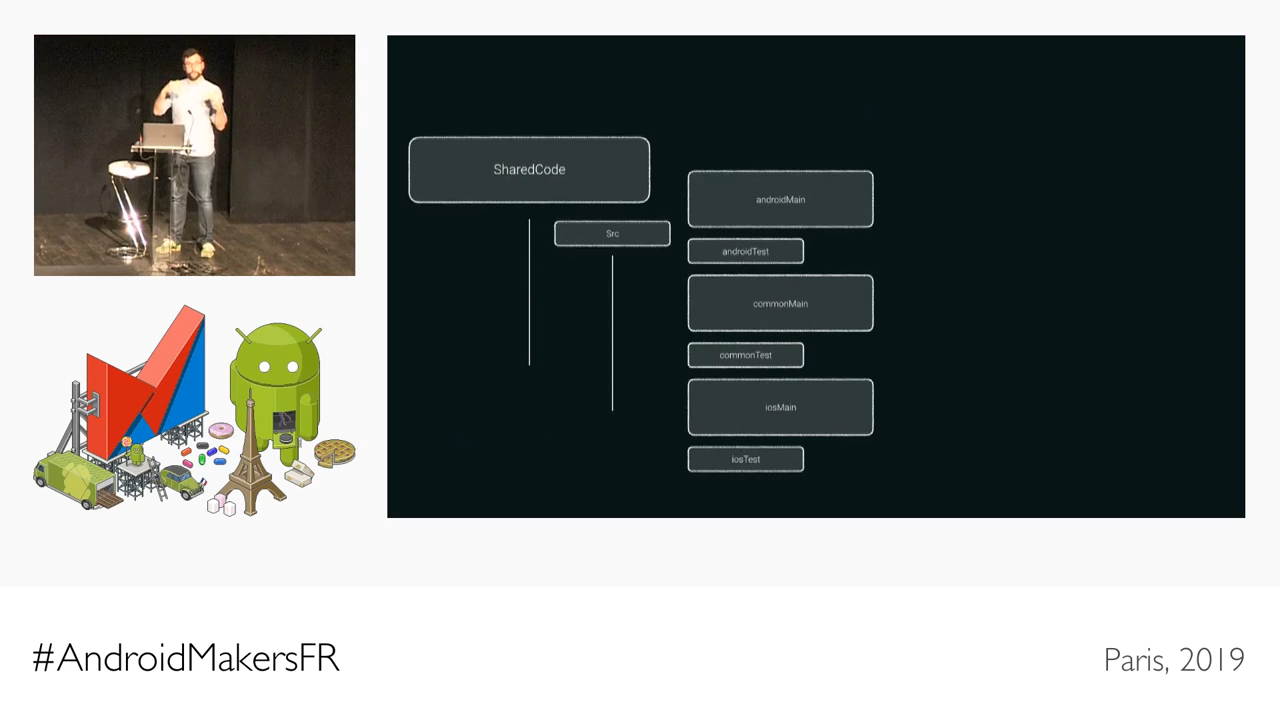 SharedCode
Src
androidMain
androidTest
commonMain
commonTest
iosMain
iosTest
#AndroidMakersFR
Paris, 2019